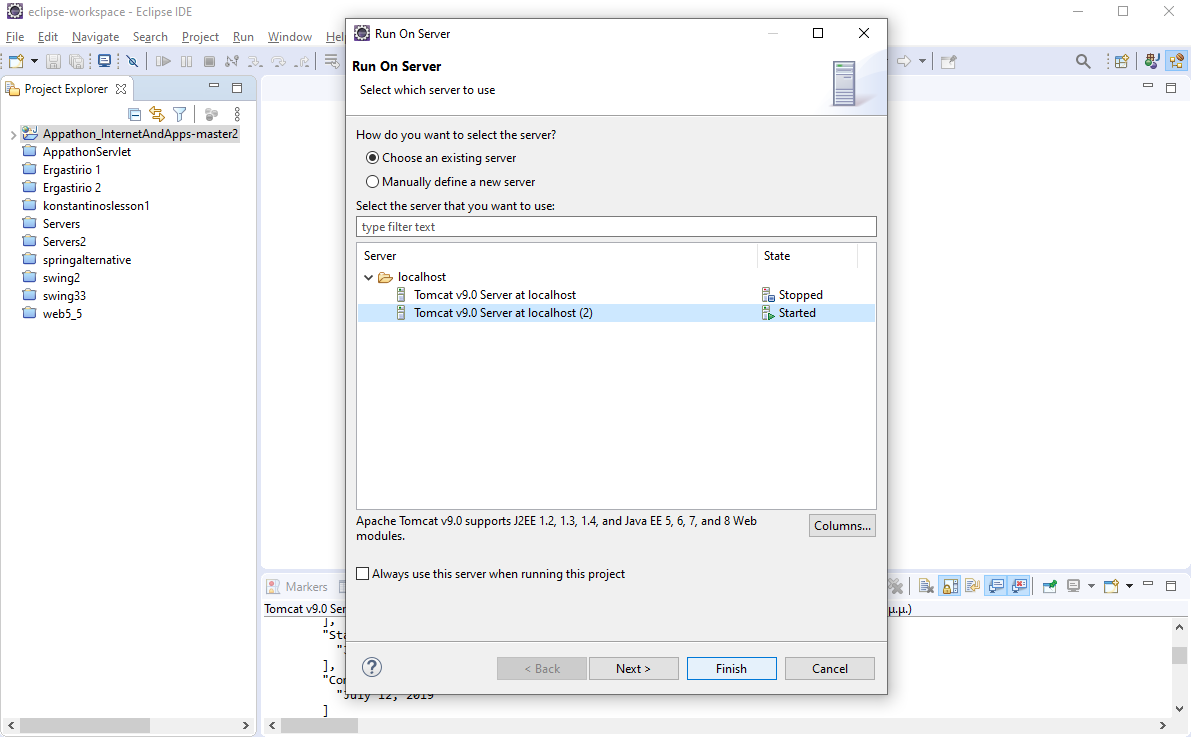 eclipse-workspace - Eclipse IDE
File Edit Navigate Search Project Run Window
Project Explorer
Appathon_InternetAndApps-master2
AppathonServlet
Ergastirio 1
Ergastirio 2
konstantinoslesson1
Servers
Servers2
springalternative
swing2
swing33
web5_5
Run On Server
Run On Server
Select which server to use
How do you want to select the server?
Choose an existing server
Manually define a new server
Select the server that you want to use:
type filter text
Server State
localhost
Tomcat v9.0 Server at localhost Stopped
Tomcat v9.0 Server at localhost (2) Started
Apache Tomcat v9.0 supports J2EE 1.2, 1.3, 1.4, and Java EE 5, 6, 7, and 8 Web
modules.
Columns...
Always use this server when running this project
? < Back Next > Finish Cancel
Markers
Tomcat v9.0 μ.μ.)
],
"Sta
],
"July 12, 2019
]